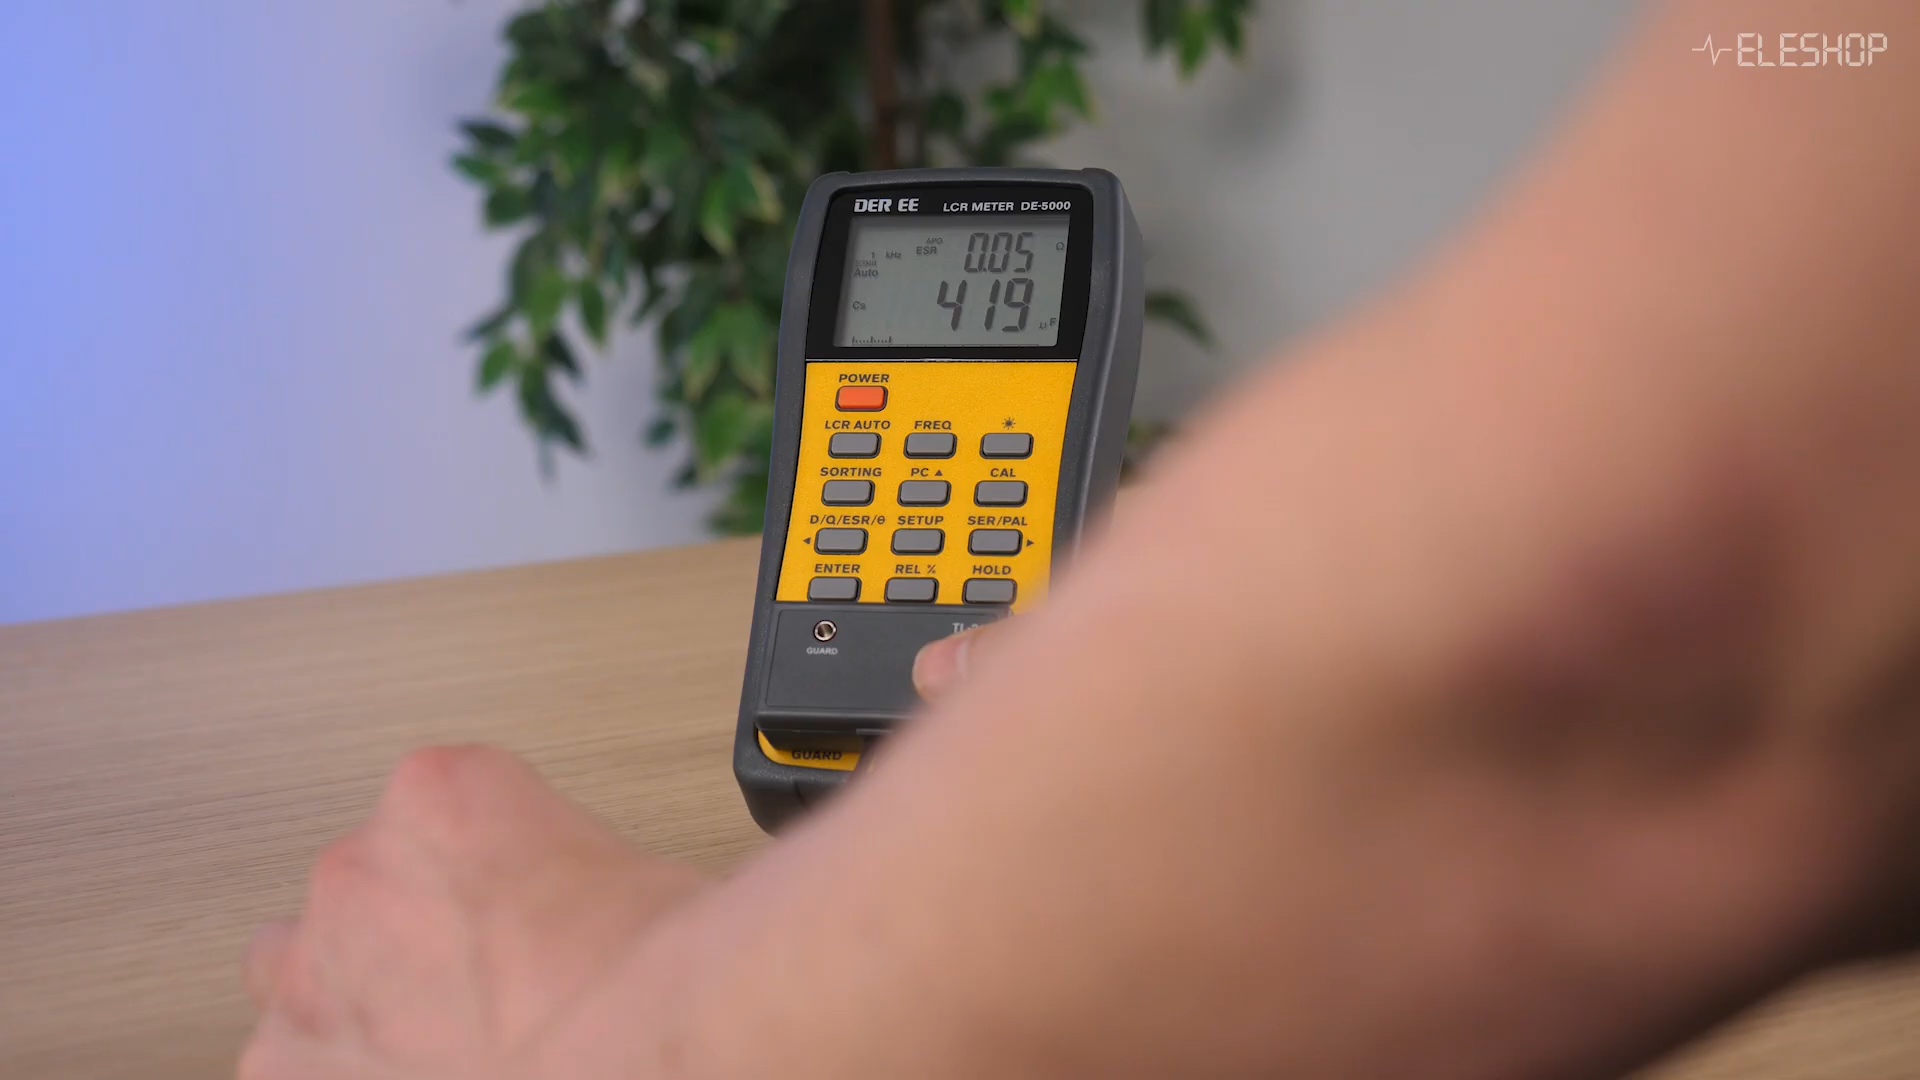 ELESHOP
DER EE LCR METER DE-5000
APO
1 kHz ESR 0.05 Ω
Auto
Cs 419 µF
POWER
LCR AUTO FREQ ☀
SORTING PC ▲ CAL
D/Q/ESR/θ SETUP SER/PAL
◀ ▶
ENTER REL % HOLD
GUARD
GUARD